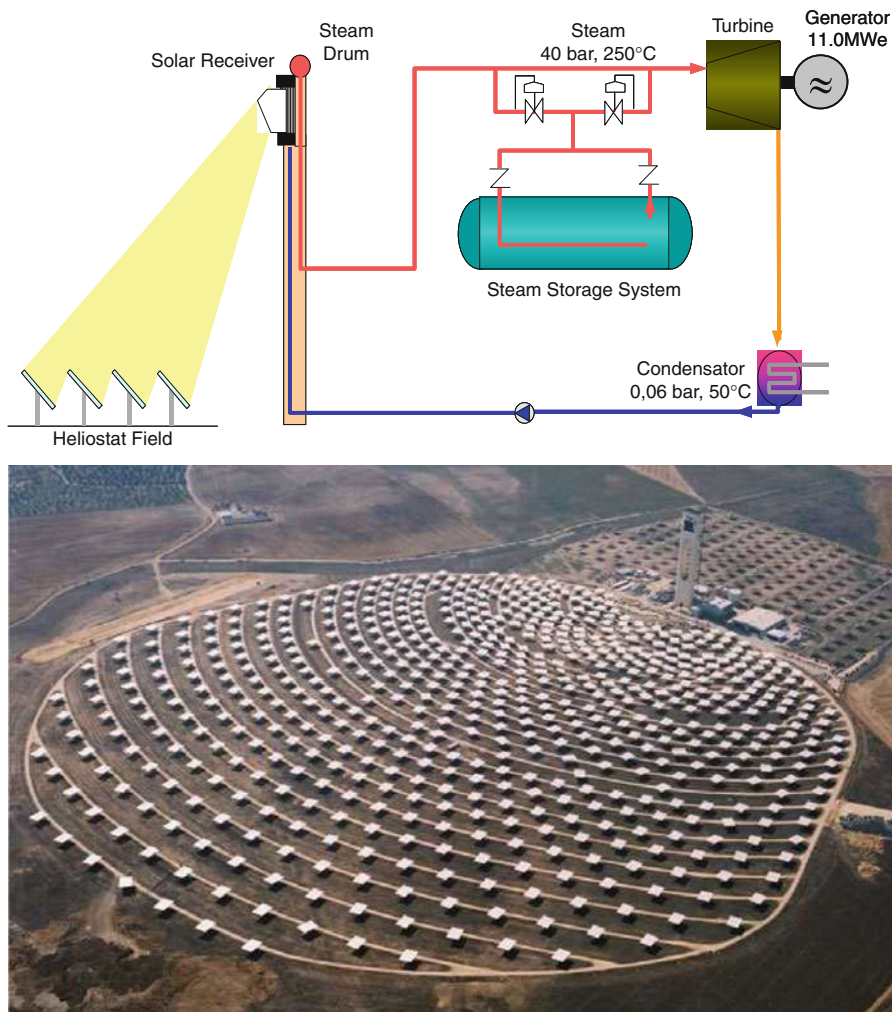 Solar Receiver
Steam
Drum
Steam
40 bar, 250°C
Turbine
Generator
11.0MWe
≈
Steam Storage System
Condensator
0,06 bar, 50°C
Heliostat Field